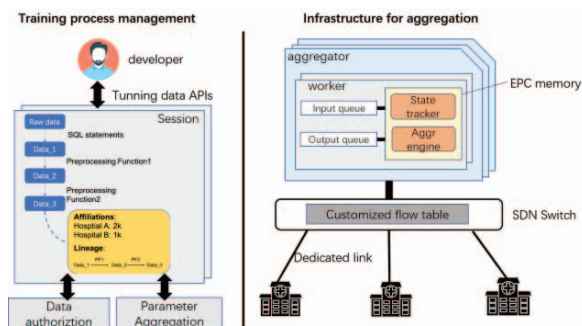 Training process management
developer
Tunning data APIs
Session
Raw data
SQL statements
Data_1
Preprocessing Function1
Data_2
Preprocessing
Function2
Data_3
Affiliations:
Hosptial A: 2k
Hospital B: 1k
Lineage:
PF1 PF2
Data_1 Data_2 Data_3
Data
authoriztion
Parameter
Aggregation
Infrastructure for aggregation
aggregator
worker
EPC memory
Input queue
State
tracker
Output queue
Aggr
engine
Customized flow table
SDN Switch
Dedicated link